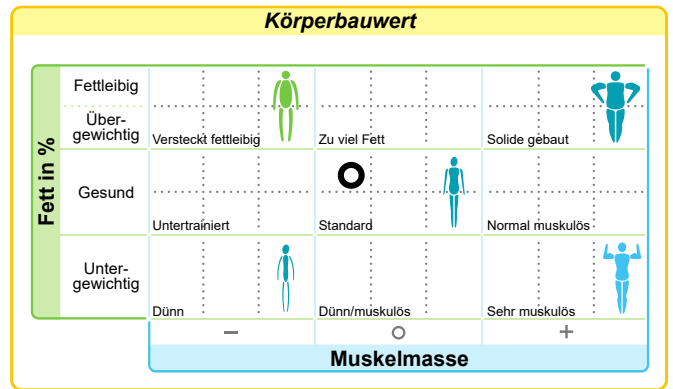 Körperbauwert
Fett in %
Fettleibig
Über-
gewichtig
Versteckt fettleibig
Zu viel Fett
Solide gebaut
Gesund
Untertrainiert
Standard
Normal muskulös
Unter-
gewichtig
Dünn
Dünn/muskulös
Sehr muskulös
− ○ +
Muskelmasse